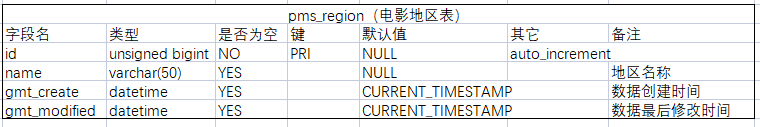 pms_region（电影地区表）
字段名 类型 是否为空 键 默认值 其它 备注
id unsigned bigint NO PRI NULL auto_increment
name varchar(50) YES NULL 地区名称
gmt_create datetime YES CURRENT_TIMESTAMP 数据创建时间
gmt_modified datetime YES CURRENT_TIMESTAMP 数据最后修改时间